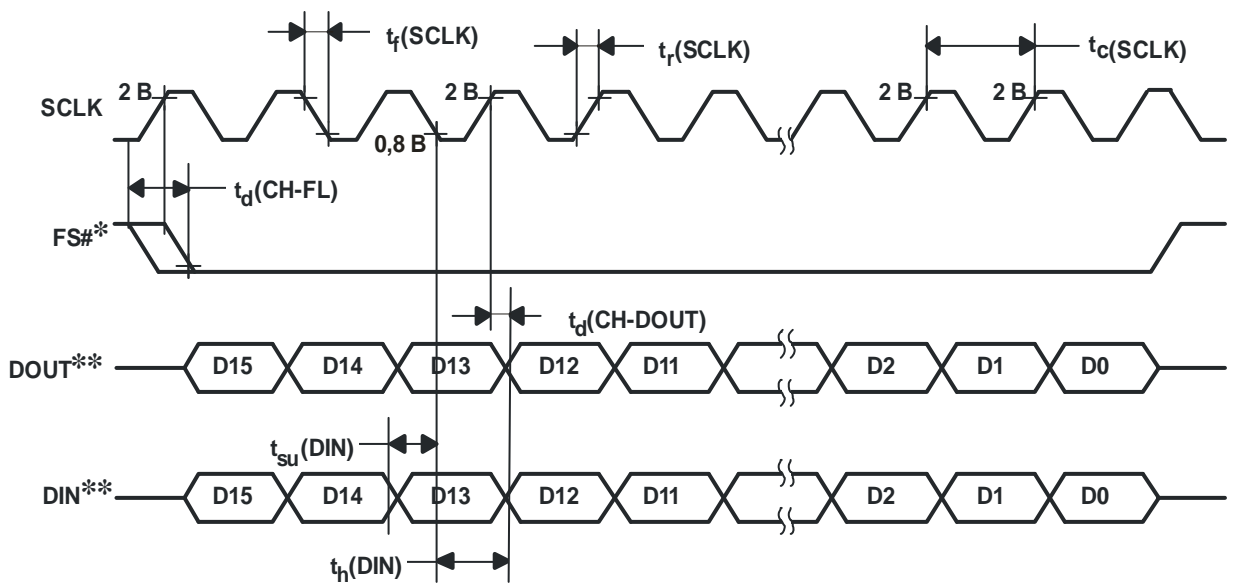 tf(SCLK)
tr(SCLK)
tc(SCLK)
SCLK
2 В
0,8 В
2 В
2 В
2 В
td(CH-FL)
FS#*
td(CH-DOUT)
DOUT**
D15 D14 D13 D12 D11 D2 D1 D0
tsu(DIN)
DIN**
D15 D14 D13 D12 D11 D2 D1 D0
th(DIN)